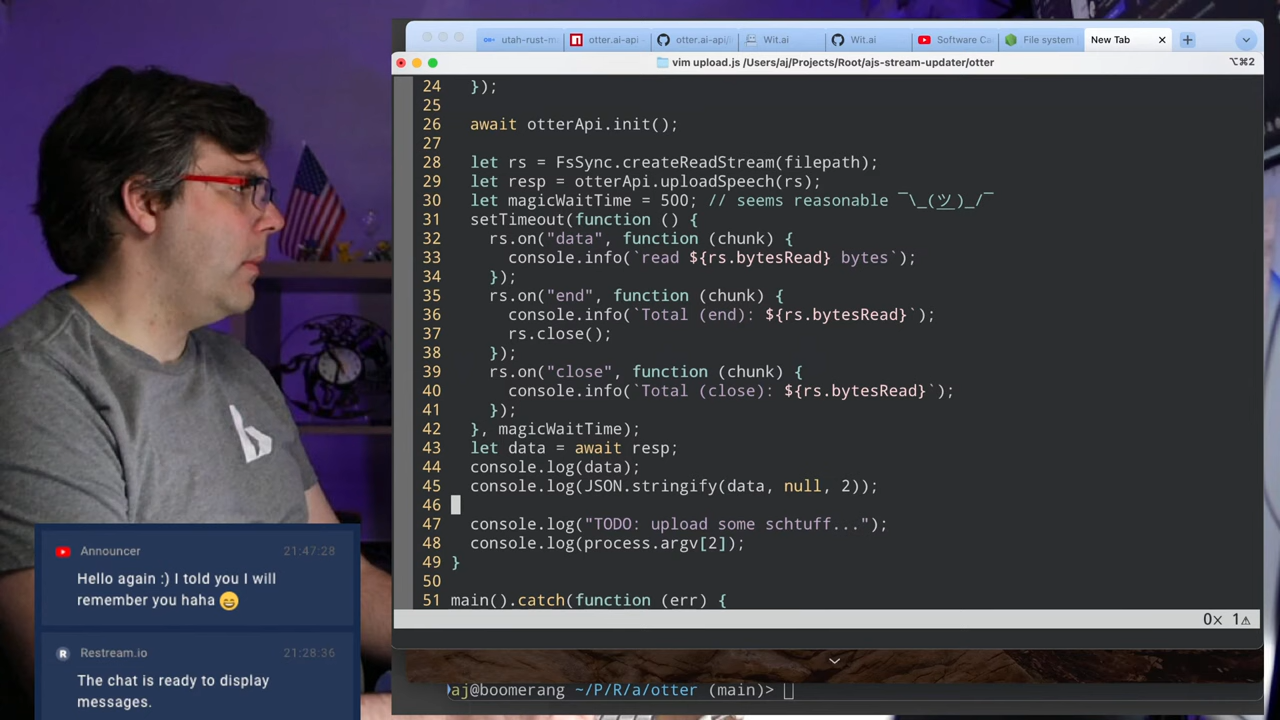 utah-rust-m
otter.ai-api
otter.ai-api/
Wit.ai
Wit.ai
Software Ca
File system
New Tab
vim upload.js /Users/aj/Projects/Root/ajs-stream-updater/otter
⌥⌘2
24 });
25
26 await otterApi.init();
27
28 let rs = FsSync.createReadStream(filepath);
29 let resp = otterApi.uploadSpeech(rs);
30 let magicWaitTime = 500; // seems reasonable ¯\_(ツ)_/¯
31 setTimeout(function () {
32 rs.on("data", function (chunk) {
33 console.info(`read ${rs.bytesRead} bytes`);
34 });
35 rs.on("end", function (chunk) {
36 console.info(`Total (end): ${rs.bytesRead}`);
37 rs.close();
38 });
39 rs.on("close", function (chunk) {
40 console.info(`Total (close): ${rs.bytesRead}`);
41 });
42 }, magicWaitTime);
43 let data = await resp;
44 console.log(data);
45 console.log(JSON.stringify(data, null, 2));
46
47 console.log("TODO: upload some schtuff...");
48 console.log(process.argv[2]);
49 }
50
51 main().catch(function (err) {
0× 1⚠
aj@boomerang ~/P/R/a/otter (main)>
Announcer 21:47:28
Hello again :) I told you I will
remember you haha 😄
Restream.io 21:28:36
The chat is ready to display
messages.